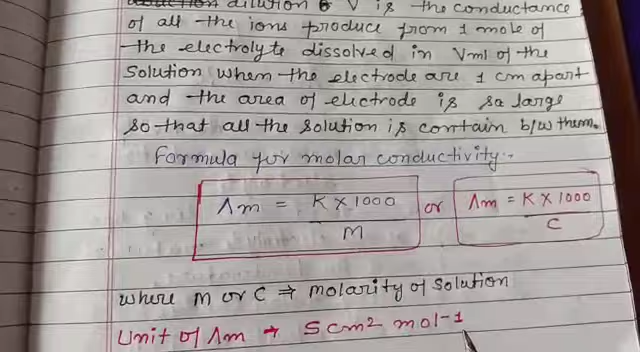 dilution of V is the conductance
of all the ions produce from 1 mole of
the electrolyte dissolved in Vml of the
solution when the electrode are 1 cm apart
and the area of electrode is so large
so that all the solution is contain b/w them.
Formula for molar conductivity:-
Λm = K × 1000 / M or Λm = K × 1000 / C
where M or C → molarity of solution
Unit of Λm → S cm2 mol-1